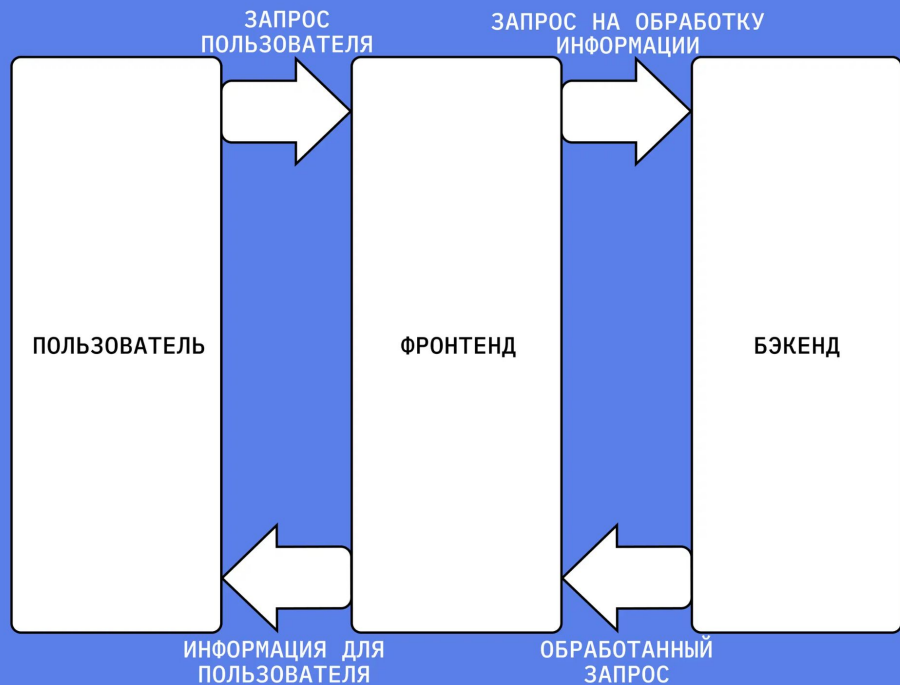 ЗАПРОС
ПОЛЬЗОВАТЕЛЯ
ЗАПРОС НА ОБРАБОТКУ
ИНФОРМАЦИИ
ПОЛЬЗОВАТЕЛЬ
ФРОНТЕНД
БЭКЕНД
ИНФОРМАЦИЯ ДЛЯ
ПОЛЬЗОВАТЕЛЯ
ОБРАБОТАННЫЙ
ЗАПРОС